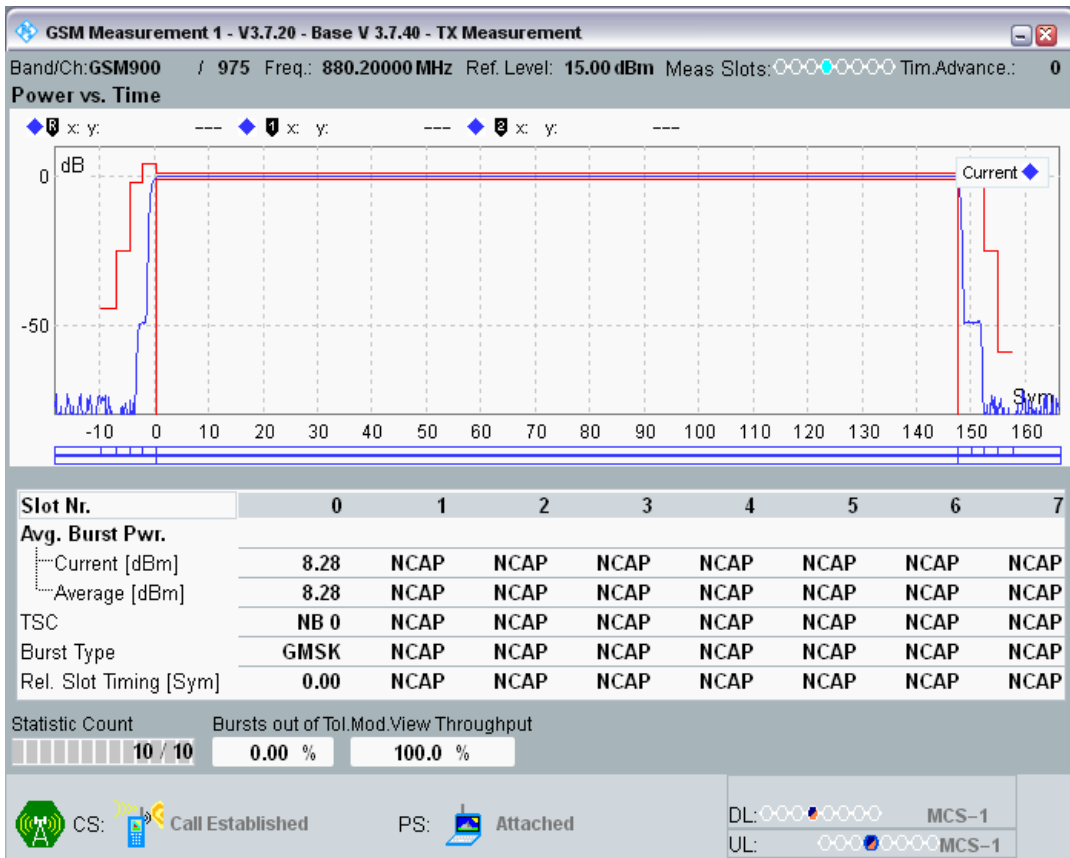 GSM Measurement 1 - V3.7.20 - Base V 3.7.40 - TX Measurement
Band/Ch:GSM900 / 975 Freq.: 880.20000 MHz Ref. Level: 15.00 dBm Meas Slots: Tim.Advance.: 0
Power vs. Time
R x: y: --- 1 x: y: --- 2 x: y: ---
dB
Current
0
-50
Sym
-10 0 10 20 30 40 50 60 70 80 90 100 110 120 130 140 150 160
Slot Nr. 0 1 2 3 4 5 6 7
Avg. Burst Pwr.
Current [dBm] 8.28 NCAP NCAP NCAP NCAP NCAP NCAP NCAP
Average [dBm] 8.28 NCAP NCAP NCAP NCAP NCAP NCAP NCAP
TSC NB 0 NCAP NCAP NCAP NCAP NCAP NCAP NCAP
Burst Type GMSK NCAP NCAP NCAP NCAP NCAP NCAP NCAP
Rel. Slot Timing [Sym] 0.00 NCAP NCAP NCAP NCAP NCAP NCAP NCAP
Statistic Count Bursts out of Tol.Mod.View Throughput
10 / 10 0.00 % 100.0 %
CS: Call Established PS: Attached
DL: MCS-1
UL: MCS-1